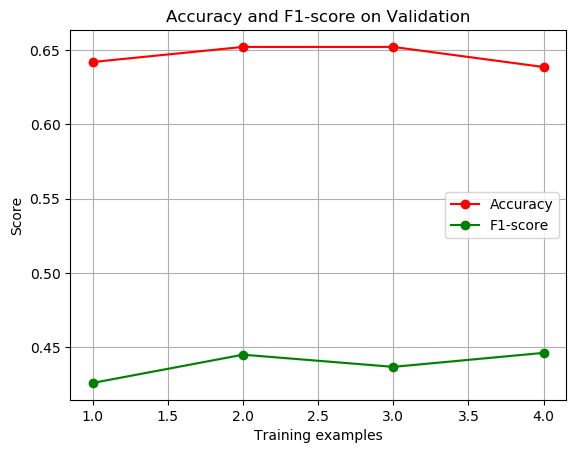 Accuracy and F1-score on Validation
0.65
0.60
0.55
0.50
0.45
Score
Accuracy
F1-score
1.0 1.5 2.0 2.5 3.0 3.5 4.0
Training examples